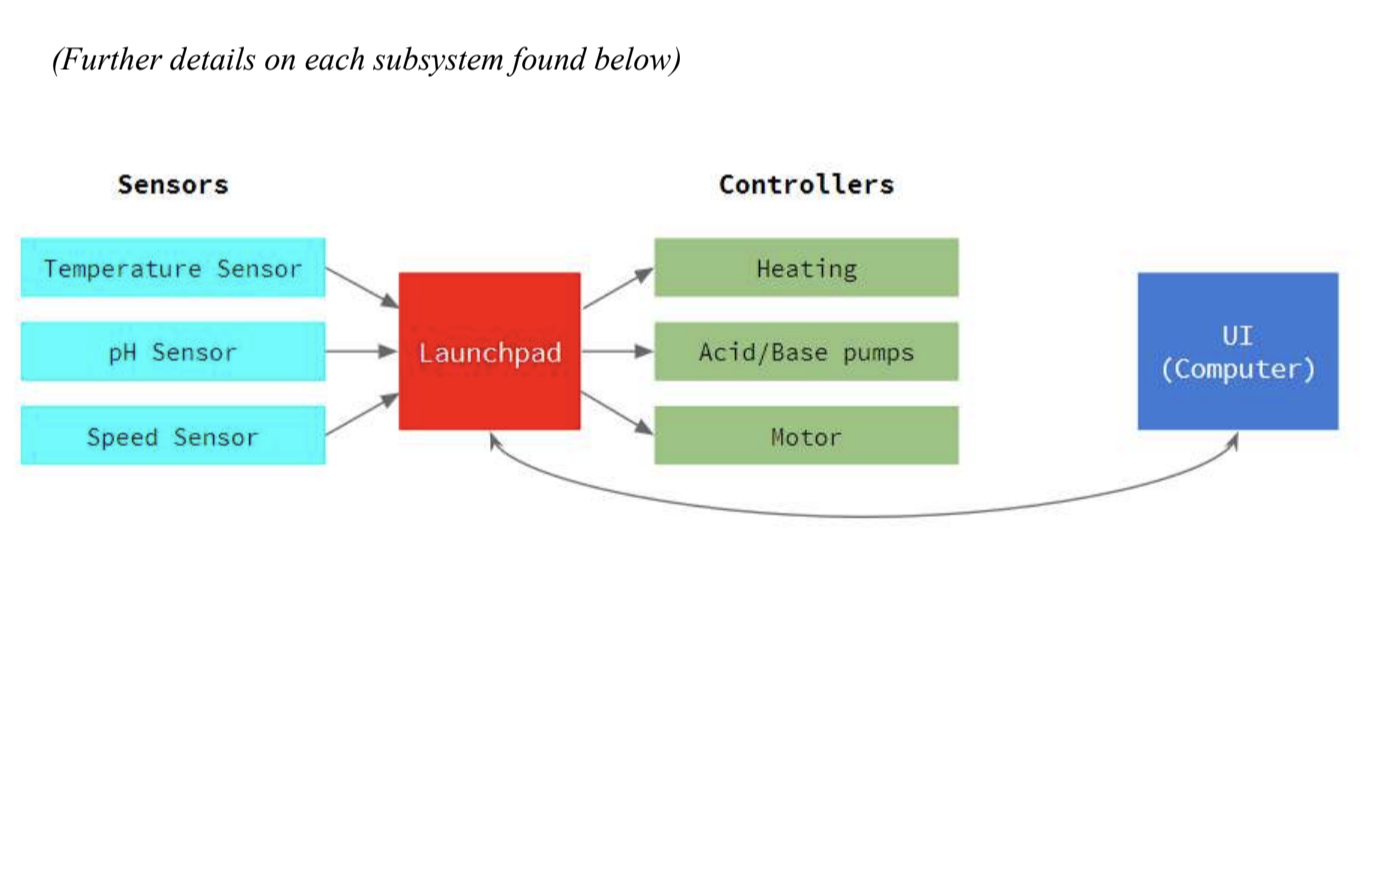 (Further details on each subsystem found below)
Sensors
Controllers
Temperature Sensor
pH Sensor
Speed Sensor
Launchpad
Heating
Acid/Base pumps
Motor
UI
(Computer)